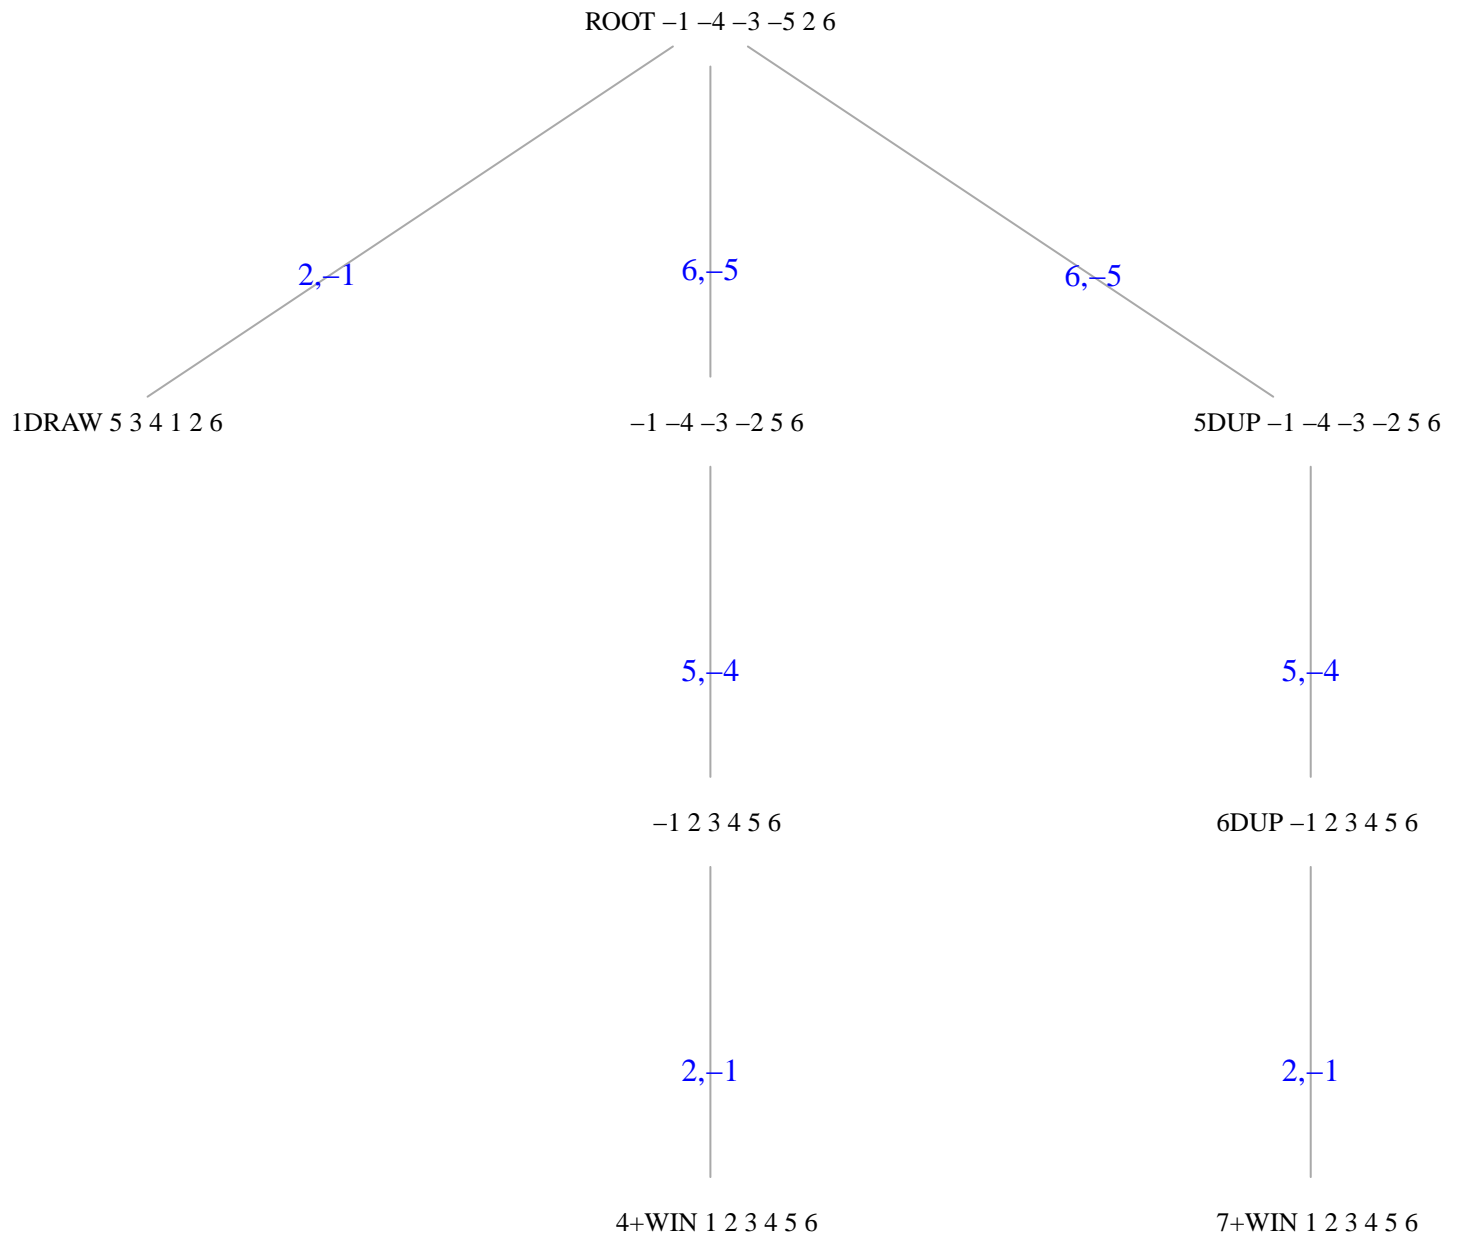 ROOT –1 –4 –3 –5 2 6
2,–1
6,–5
6,–5
1DRAW 5 3 4 1 2 6
–1 –4 –3 –2 5 6
5DUP –1 –4 –3 –2 5 6
5,–4
5,–4
–1 2 3 4 5 6
6DUP –1 2 3 4 5 6
2,–1
2,–1
4+WIN 1 2 3 4 5 6
7+WIN 1 2 3 4 5 6